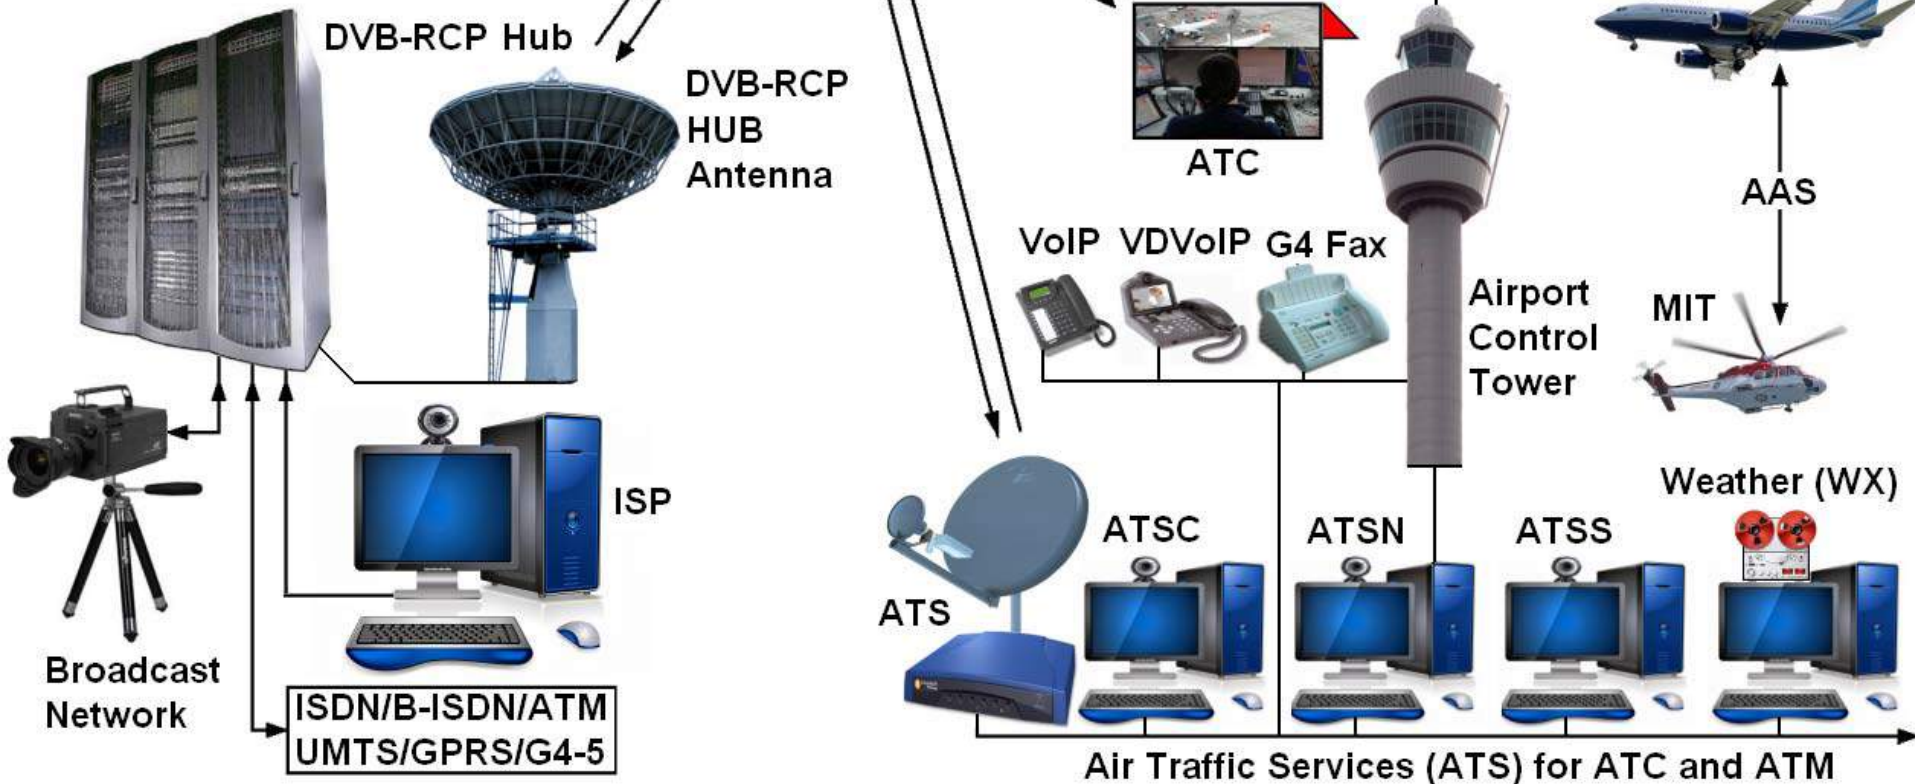 DVB-RCP Hub
DVB-RCP
HUB
Antenna
ATC
AAS
VoIP
VDVoIP
G4 Fax
Airport
Control
Tower
MIT
ISP
Weather (WX)
ATSC
ATSN
ATSS
ATS
Broadcast
Network
ISDN/B-ISDN/ATM
UMTS/GPRS/G4-5
Air Traffic Services (ATS) for ATC and ATM